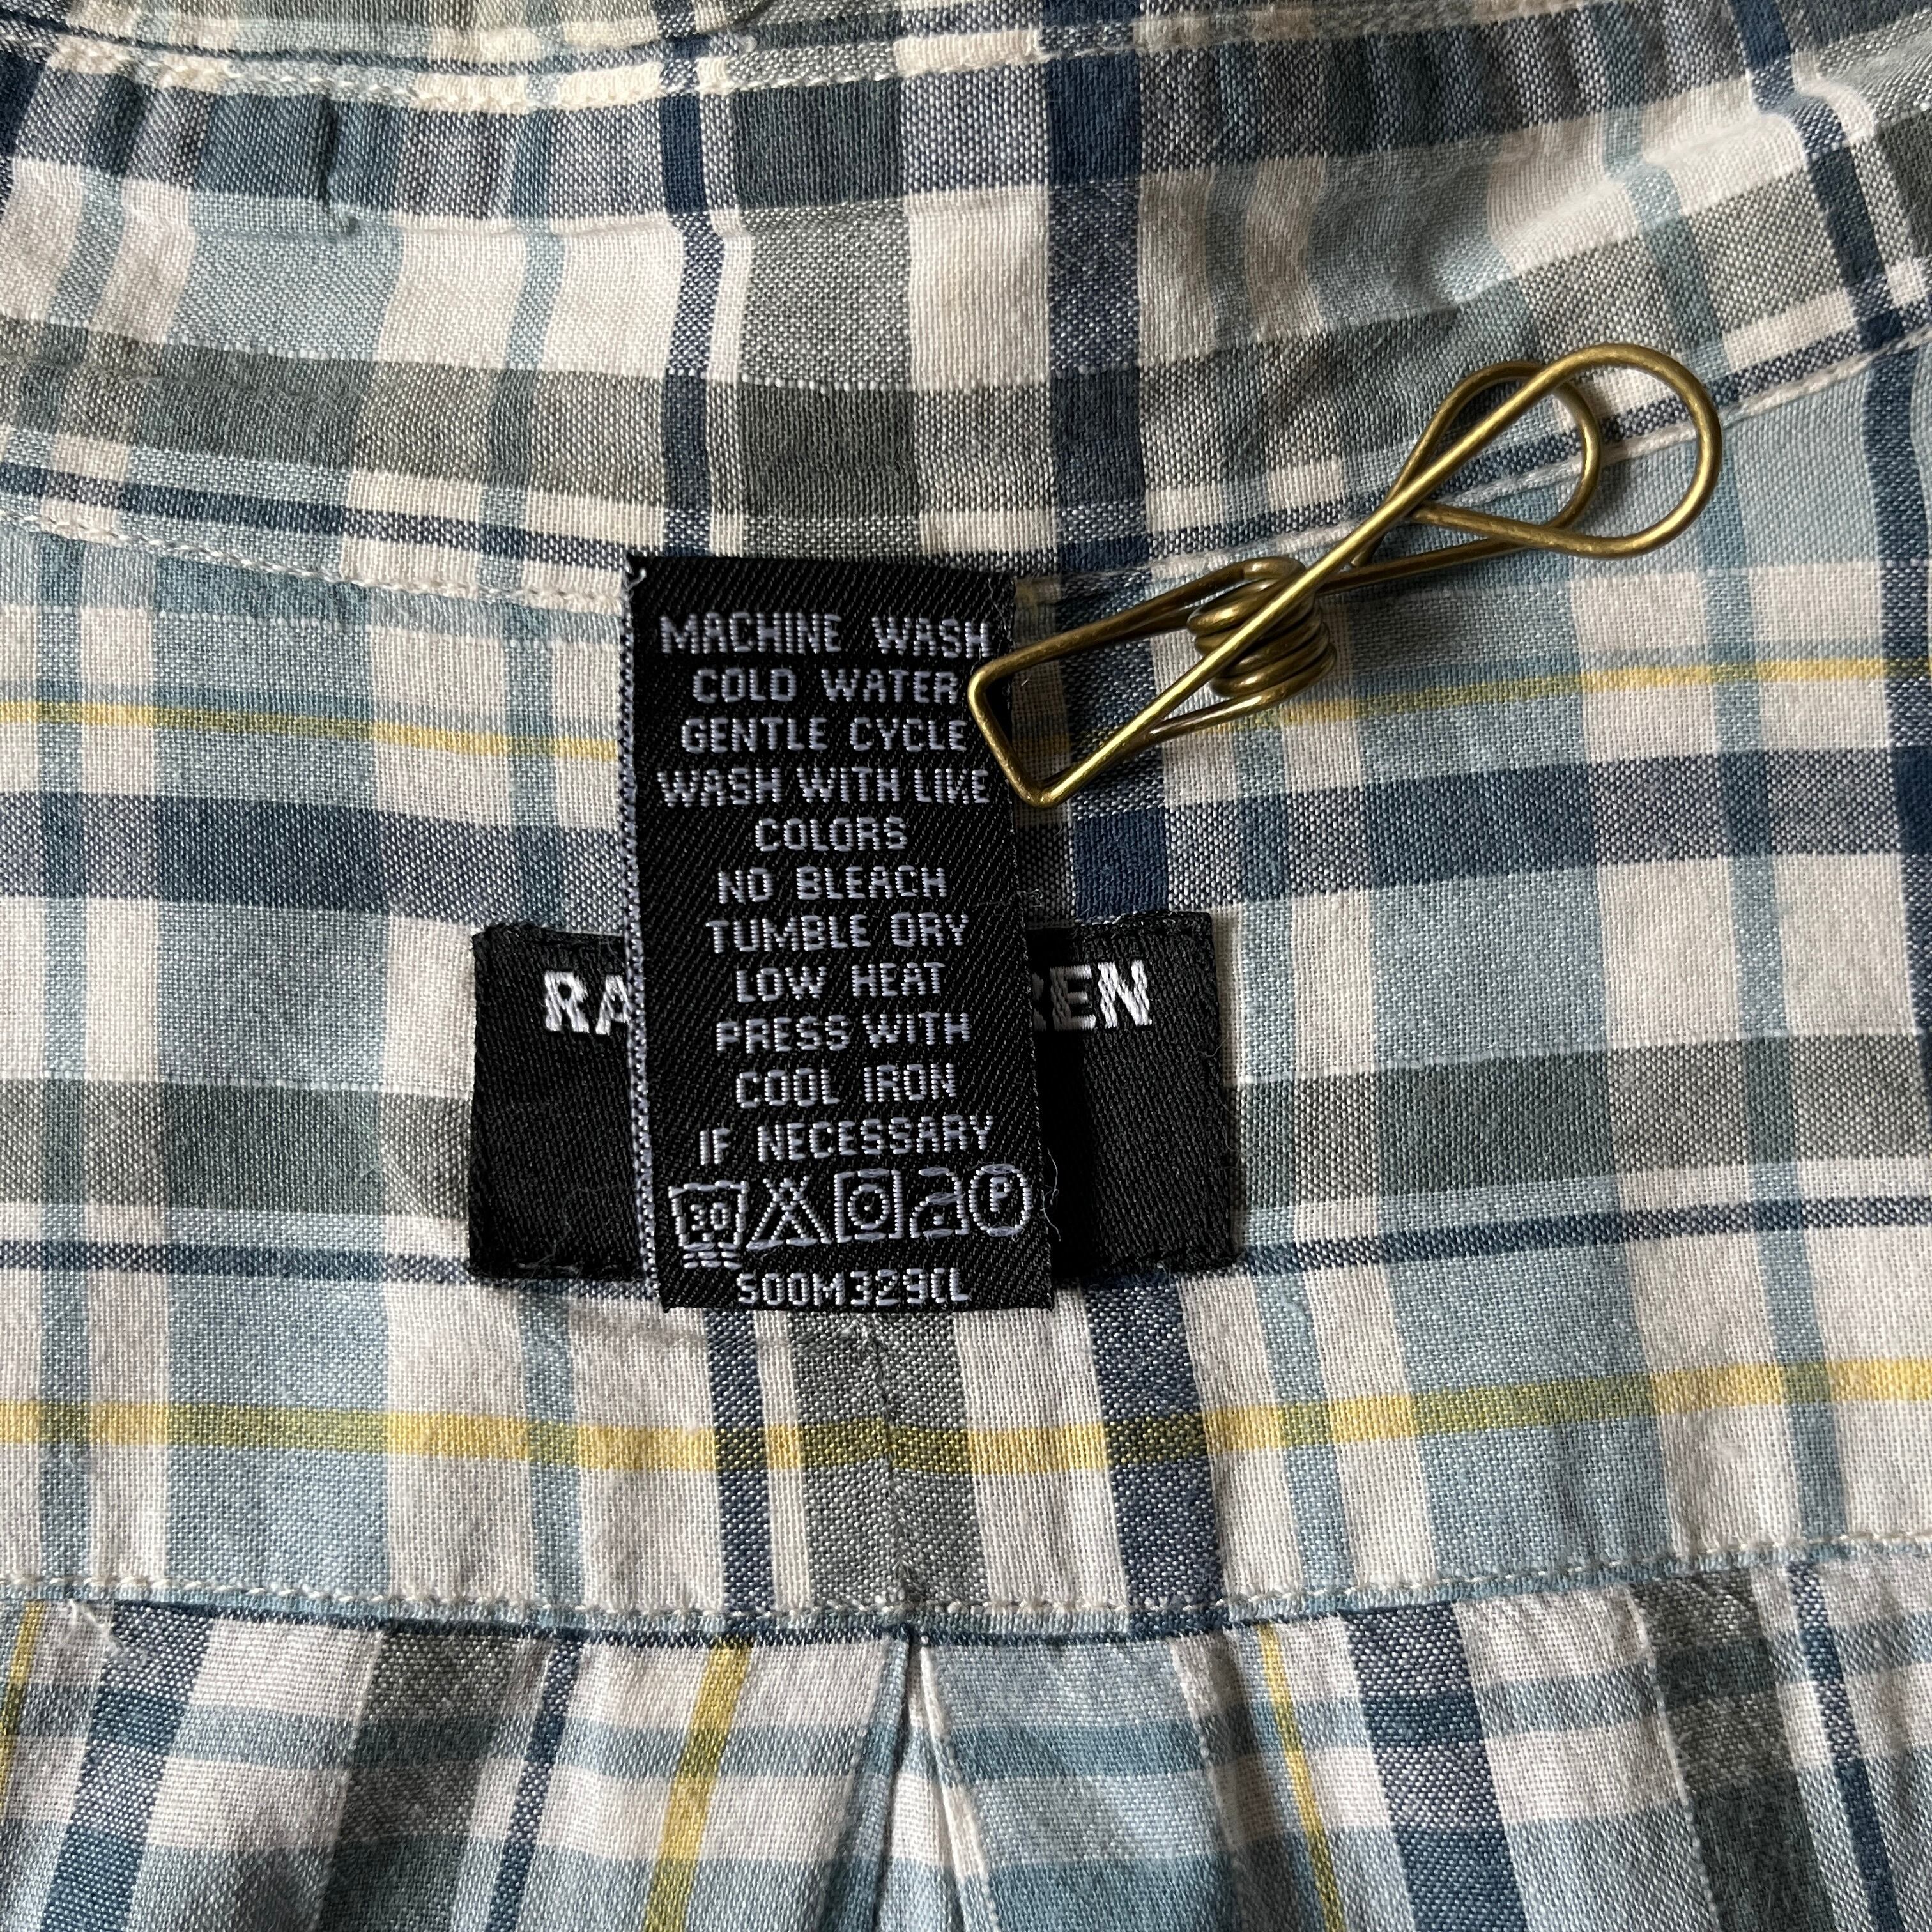 MACHINE WASH
COLD WATER
GENTLE CYCLE
WASH WITH LIKE
COLORS
NO BLEACH
TUMBLE DRY
LOW HEAT
RA REN
PRESS WITH
COOL IRON
IF NECESSARY
30 P
S00M329CL